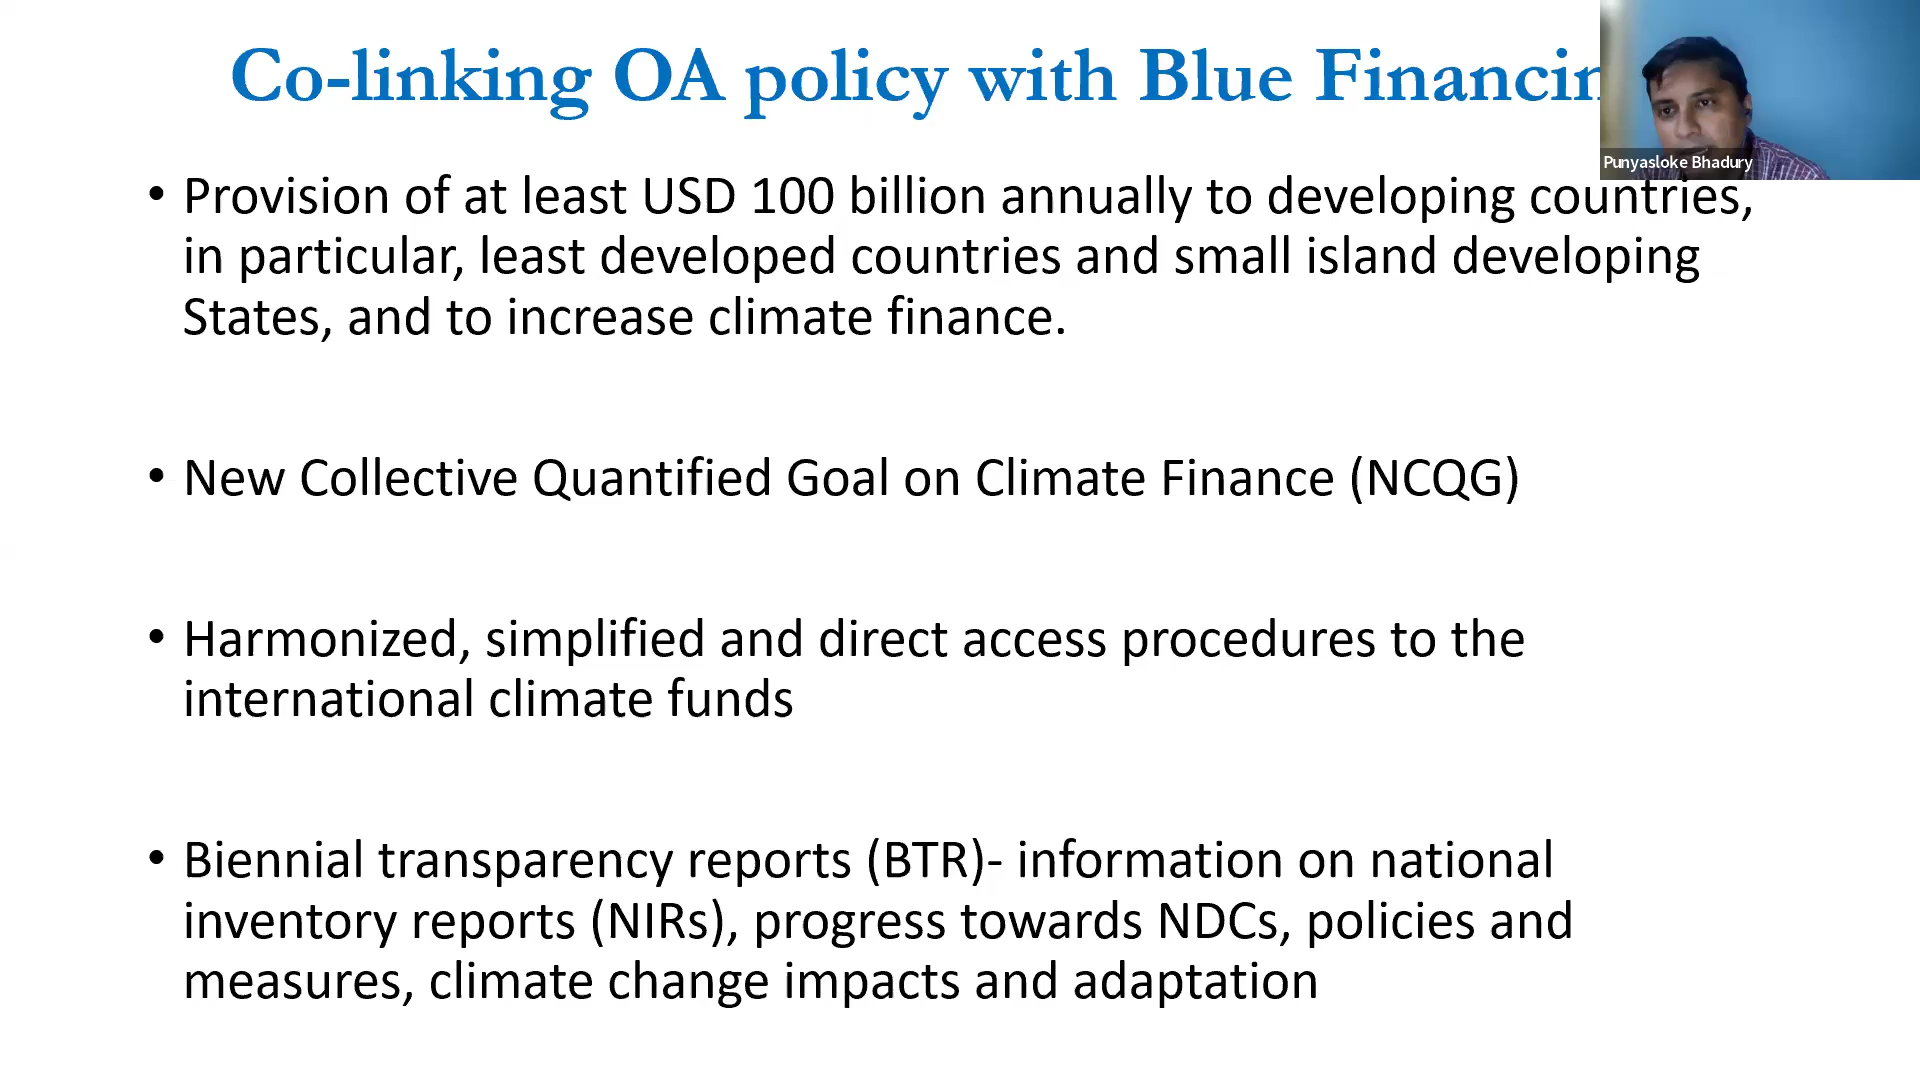 Co-linking OA policy with Blue Financin
Punyasloke Bhadury
• Provision of at least USD 100 billion annually to developing countries,
in particular, least developed countries and small island developing
States, and to increase climate finance.
• New Collective Quantified Goal on Climate Finance (NCQG)
• Harmonized, simplified and direct access procedures to the
international climate funds
• Biennial transparency reports (BTR)- information on national
inventory reports (NIRs), progress towards NDCs, policies and
measures, climate change impacts and adaptation